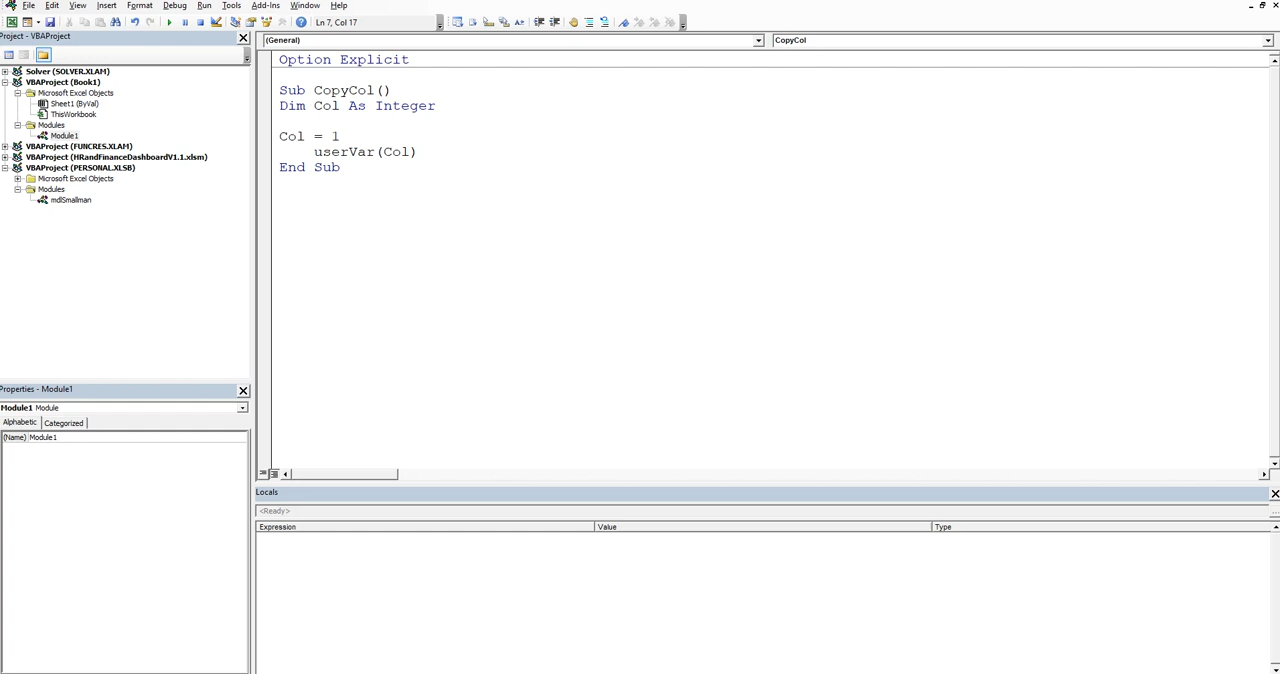 File Edit View Insert Format Debug Run Tools Add-Ins Window Help
Ln 7, Col 17
Project - VBAProject
(General) CopyCol
Solver (SOLVER.XLAM)
VBAProject (Book1)
Microsoft Excel Objects
Sheet1 (ByVal)
ThisWorkbook
Modules
Module1
VBAProject (FUNCRES.XLAM)
VBAProject (HRandFinanceDashboardV1.1.xlsm)
VBAProject (PERSONAL.XLSB)
Microsoft Excel Objects
Modules
mdlSmallman
Option Explicit
Sub CopyCol()
Dim Col As Integer
Col = 1
userVar(Col)
End Sub
Properties - Module1
Module1 Module
Alphabetic Categorized
(Name) Module1
Locals
<Ready>
Expression Value Type